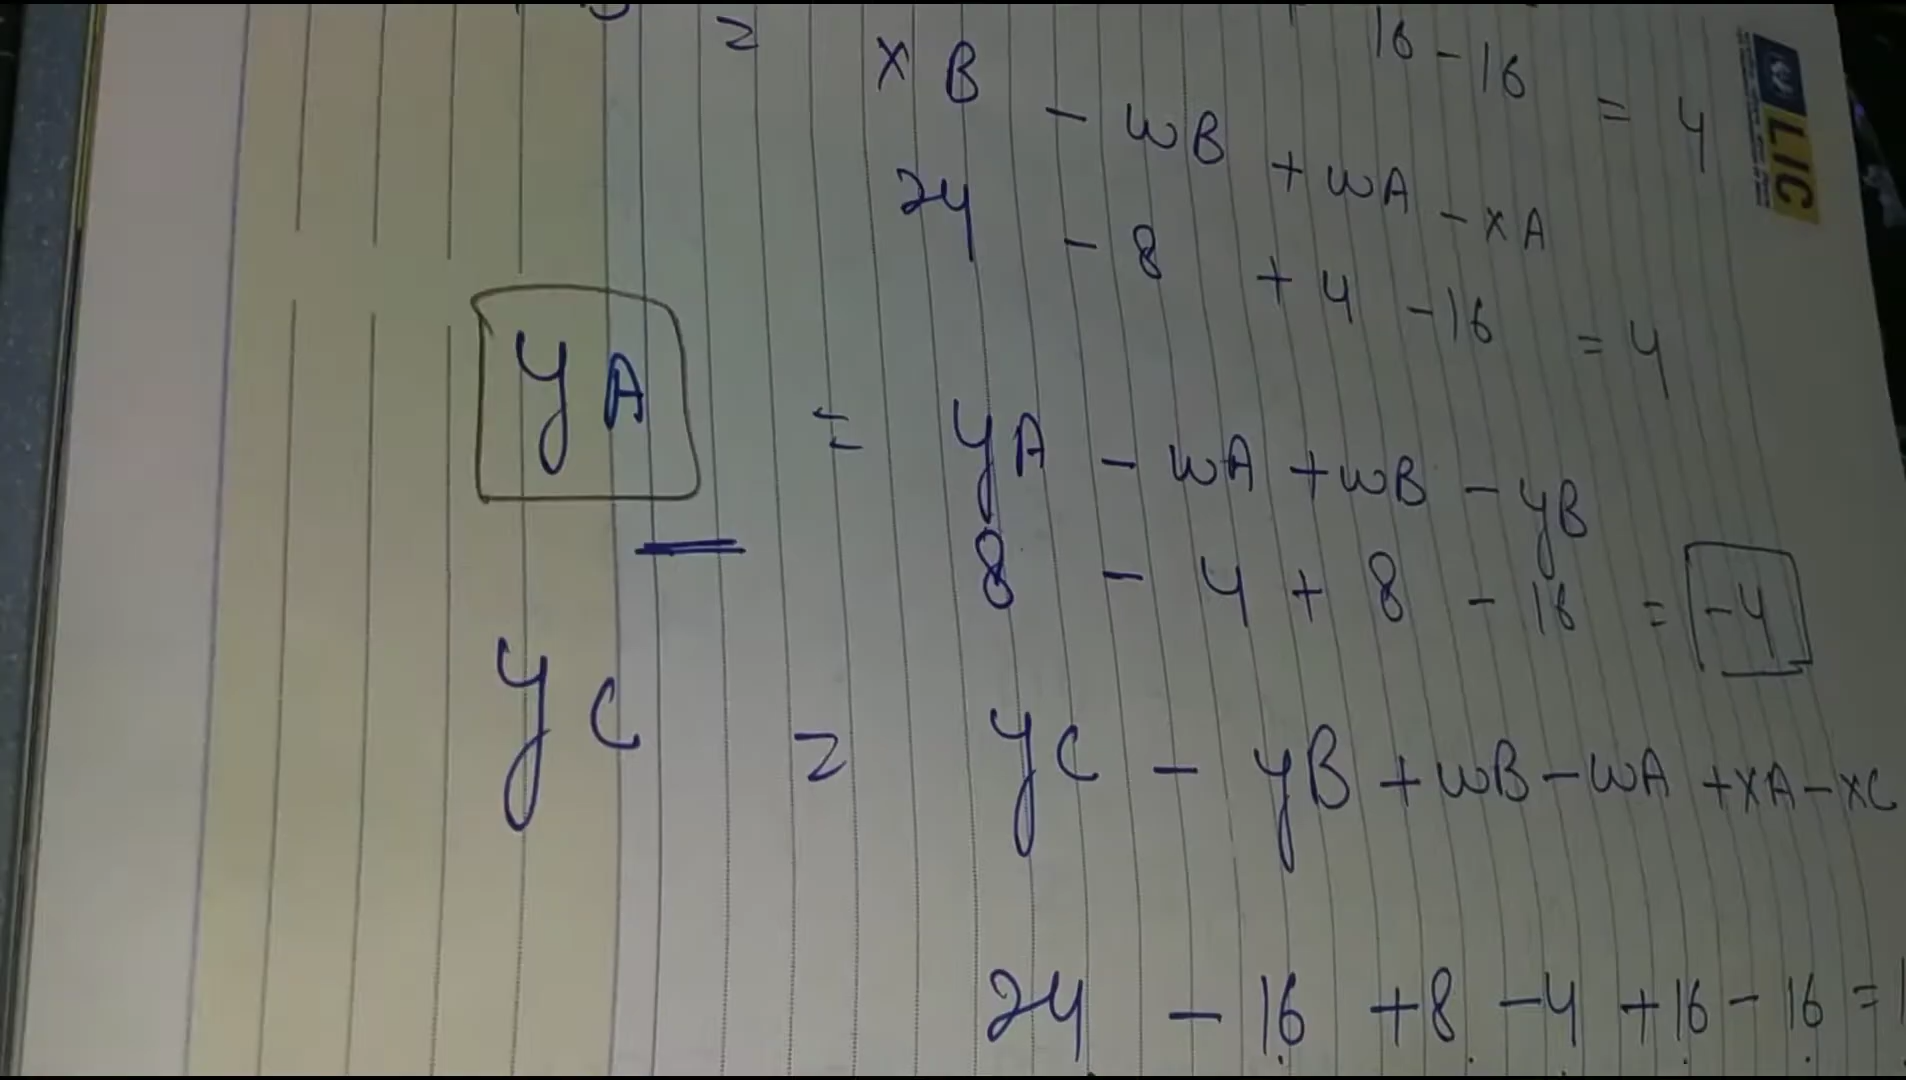 16 - 16 = 4
= XB - WB + WA - XA
24 - 8 + 4 - 16 = 4
YA = YA - WA + WB - YB
8 - 4 + 8 - 16 = -4
YC = YC - YB + WB - WA + XA - XC
24 - 16 + 8 - 4 + 16 - 16 =
LIC